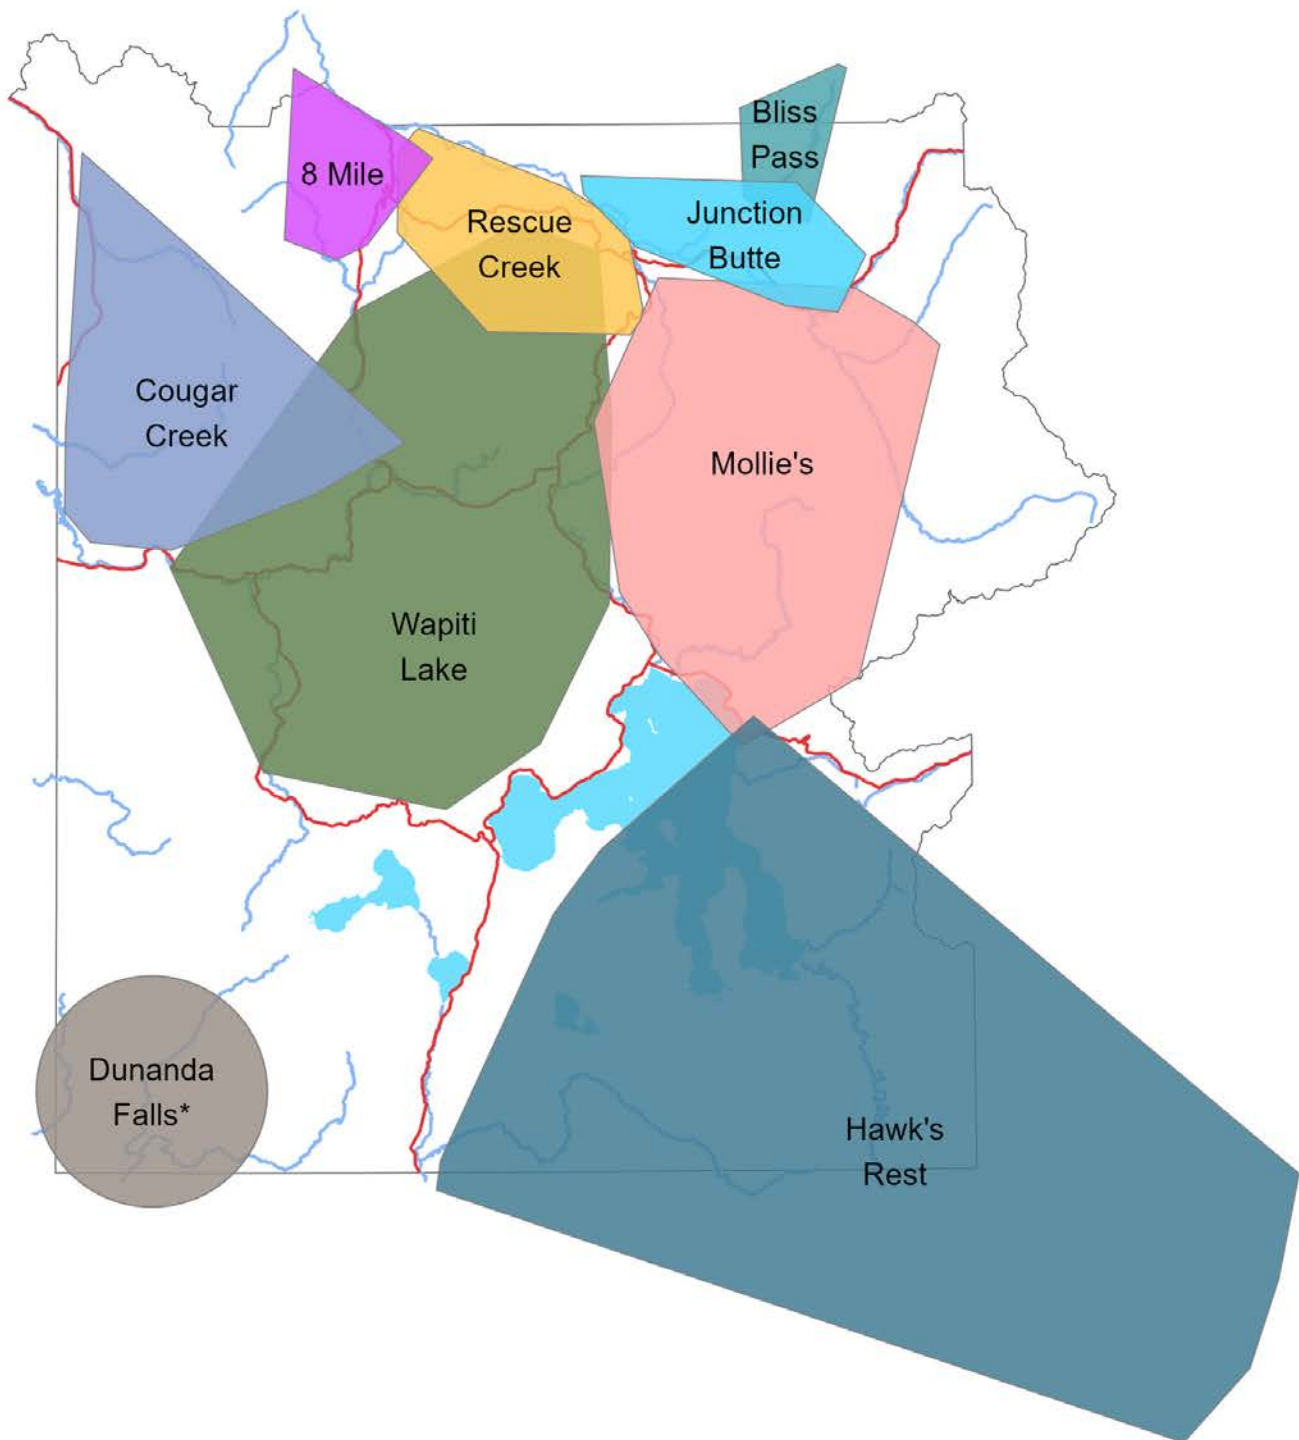 Bliss
Pass
8 Mile
Rescue
Creek
Junction
Butte
Cougar
Creek
Mollie's
Wapiti
Lake
Dunanda
Falls*
Hawk's
Rest